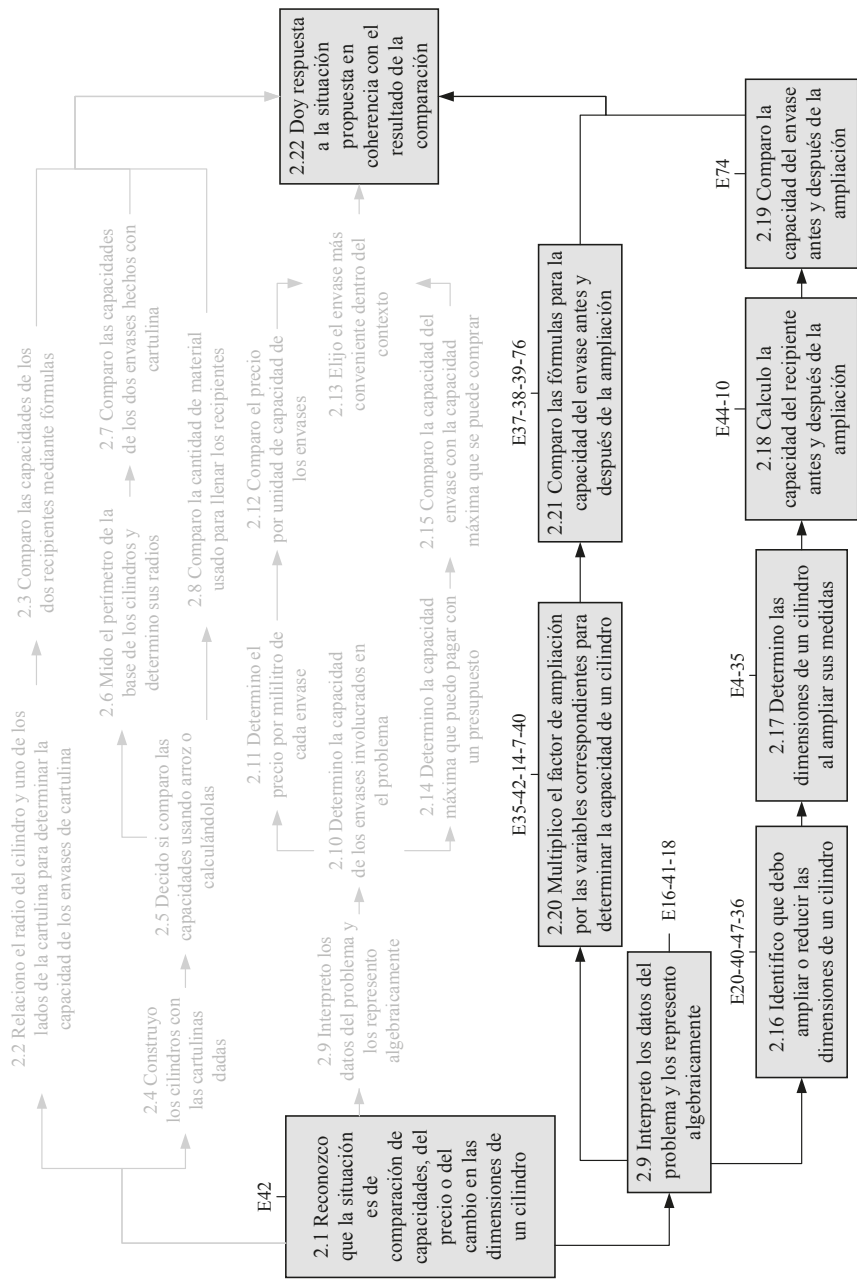 2.2 Relaciono el radio del cilindro y uno de los
lados de la cartulina para determinar la
capacidad de los envases de cartulina
2.3 Comparo las capacidades de los
dos recipientes mediante fórmulas
2.4 Construyo
los cilindros con
las cartulinas
dadas
2.5 Decido si comparo las
capacidades usando arroz o
calculándolas
2.6 Mido el perímetro de la
base de los cilindros y
determino sus radios
2.7 Comparo las capacidades
de los dos envases hechos con
cartulina
2.8 Comparo la cantidad de material
usado para llenar los recipientes
E42
2.1 Reconozco
que la situación
es de
comparación de
capacidades, del
precio o del
cambio en las
dimensiones de
un cilindro
2.9 Interpreto los
datos del problema y
los represento
algebraicamente
2.10 Determino la capacidad
de los envases involucrados en
el problema
2.11 Determino el
precio por mililitro de
cada envase
2.12 Comparo el precio
por unidad de capacidad de
los envases
2.13 Elijo el envase más
conveniente dentro del
contexto
2.14 Determino la capacidad
máxima que puedo pagar con
un presupuesto
2.15 Comparo la capacidad del
envase con la capacidad
máxima que se puede comprar
2.22 Doy respuesta
a la situación
propuesta en
coherencia con el
resultado de la
comparación
2.9 Interpreto los datos del
problema y los represento
algebraicamente
E16-41-18
E35-42-14-7-40
2.20 Multiplico el factor de ampliación
por las variables correspondientes para
determinar la capacidad de un cilindro
E37-38-39-76
2.21 Comparo las fórmulas para la
capacidad del envase antes y
después de la ampliación
E20-40-47-36
2.16 Identifico que debo
ampliar o reducir las
dimensiones de un cilindro
E4-35
2.17 Determino las
dimensiones de un cilindro
al ampliar sus medidas
E44-10
2.18 Calculo la
capacidad del recipiente
antes y después de la
ampliación
E74
2.19 Comparo la
capacidad del envase
antes y después de la
ampliación